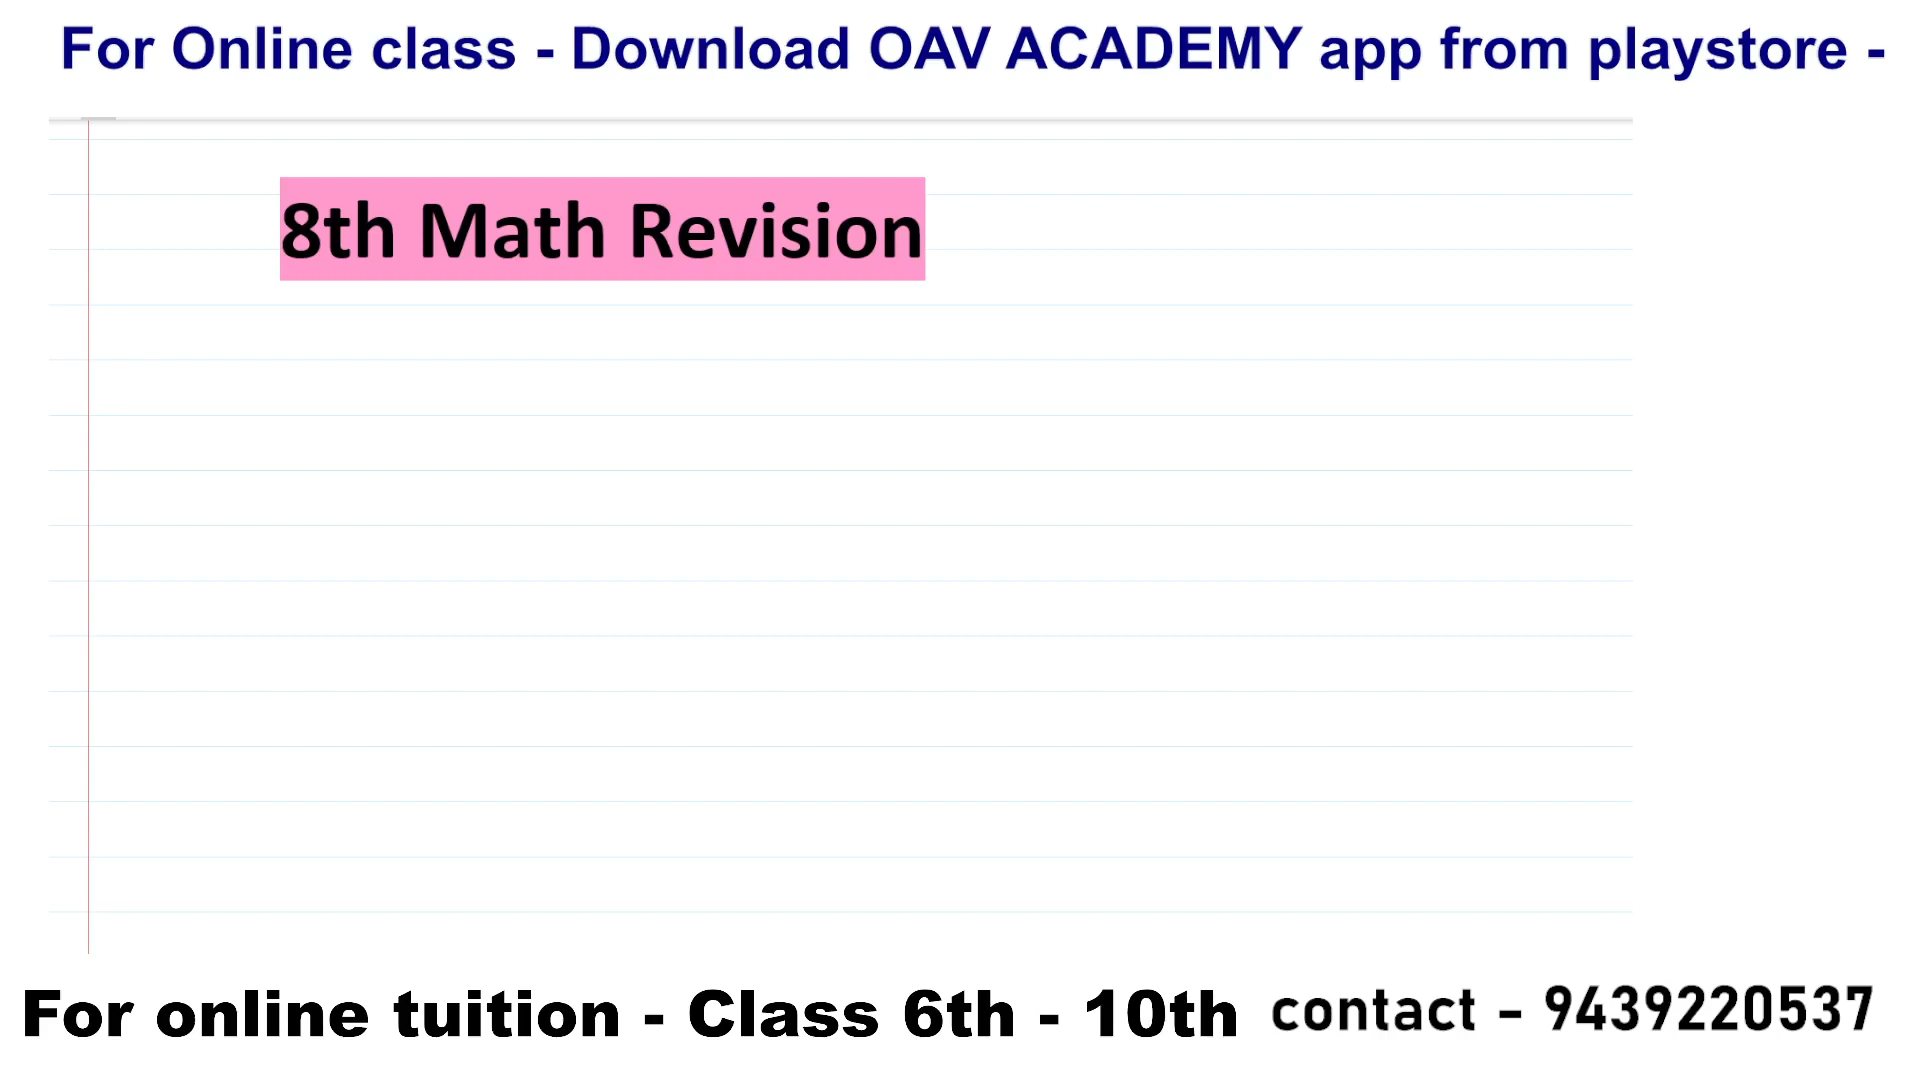 For Online class - Download OAV ACADEMY app from playstore -
8th Math Revision
For online tuition - Class 6th - 10th contact - 9439220537